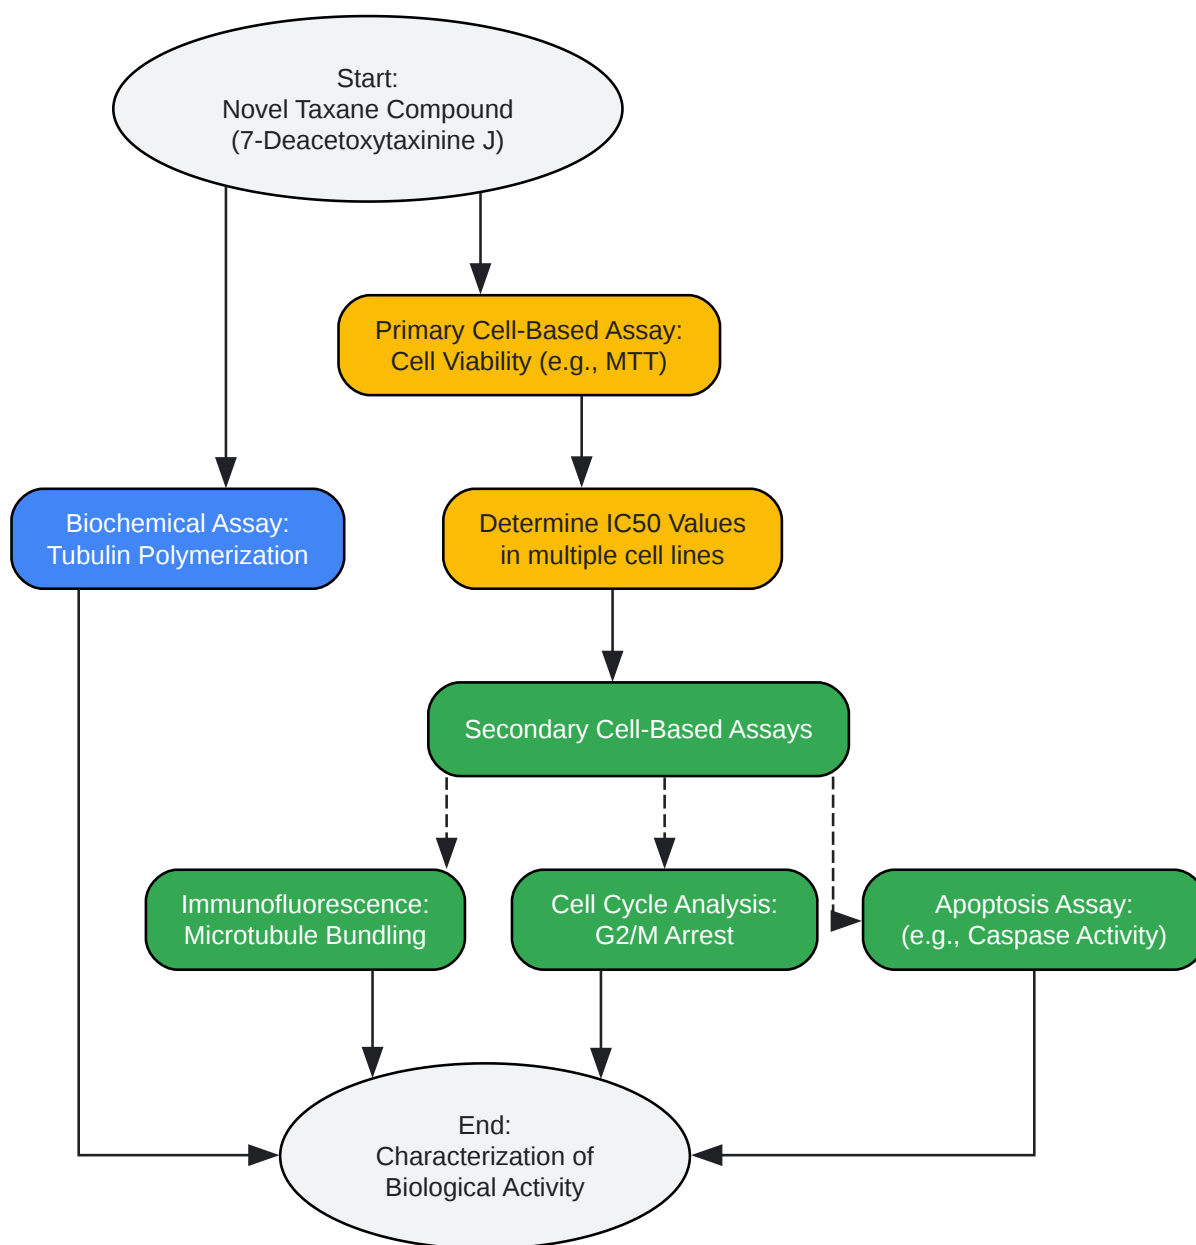 Start:
Novel Taxane Compound
(7-Deacetoxytaxinine J)
Primary Cell-Based Assay:
Cell Viability (e.g., MTT)
Biochemical Assay:
Tubulin Polymerization
Determine IC50 Values
in multiple cell lines
Secondary Cell-Based Assays
Immunofluorescence:
Microtubule Bundling
Cell Cycle Analysis:
G2/M Arrest
Apoptosis Assay:
(e.g., Caspase Activity)
End:
Characterization of
Biological Activity